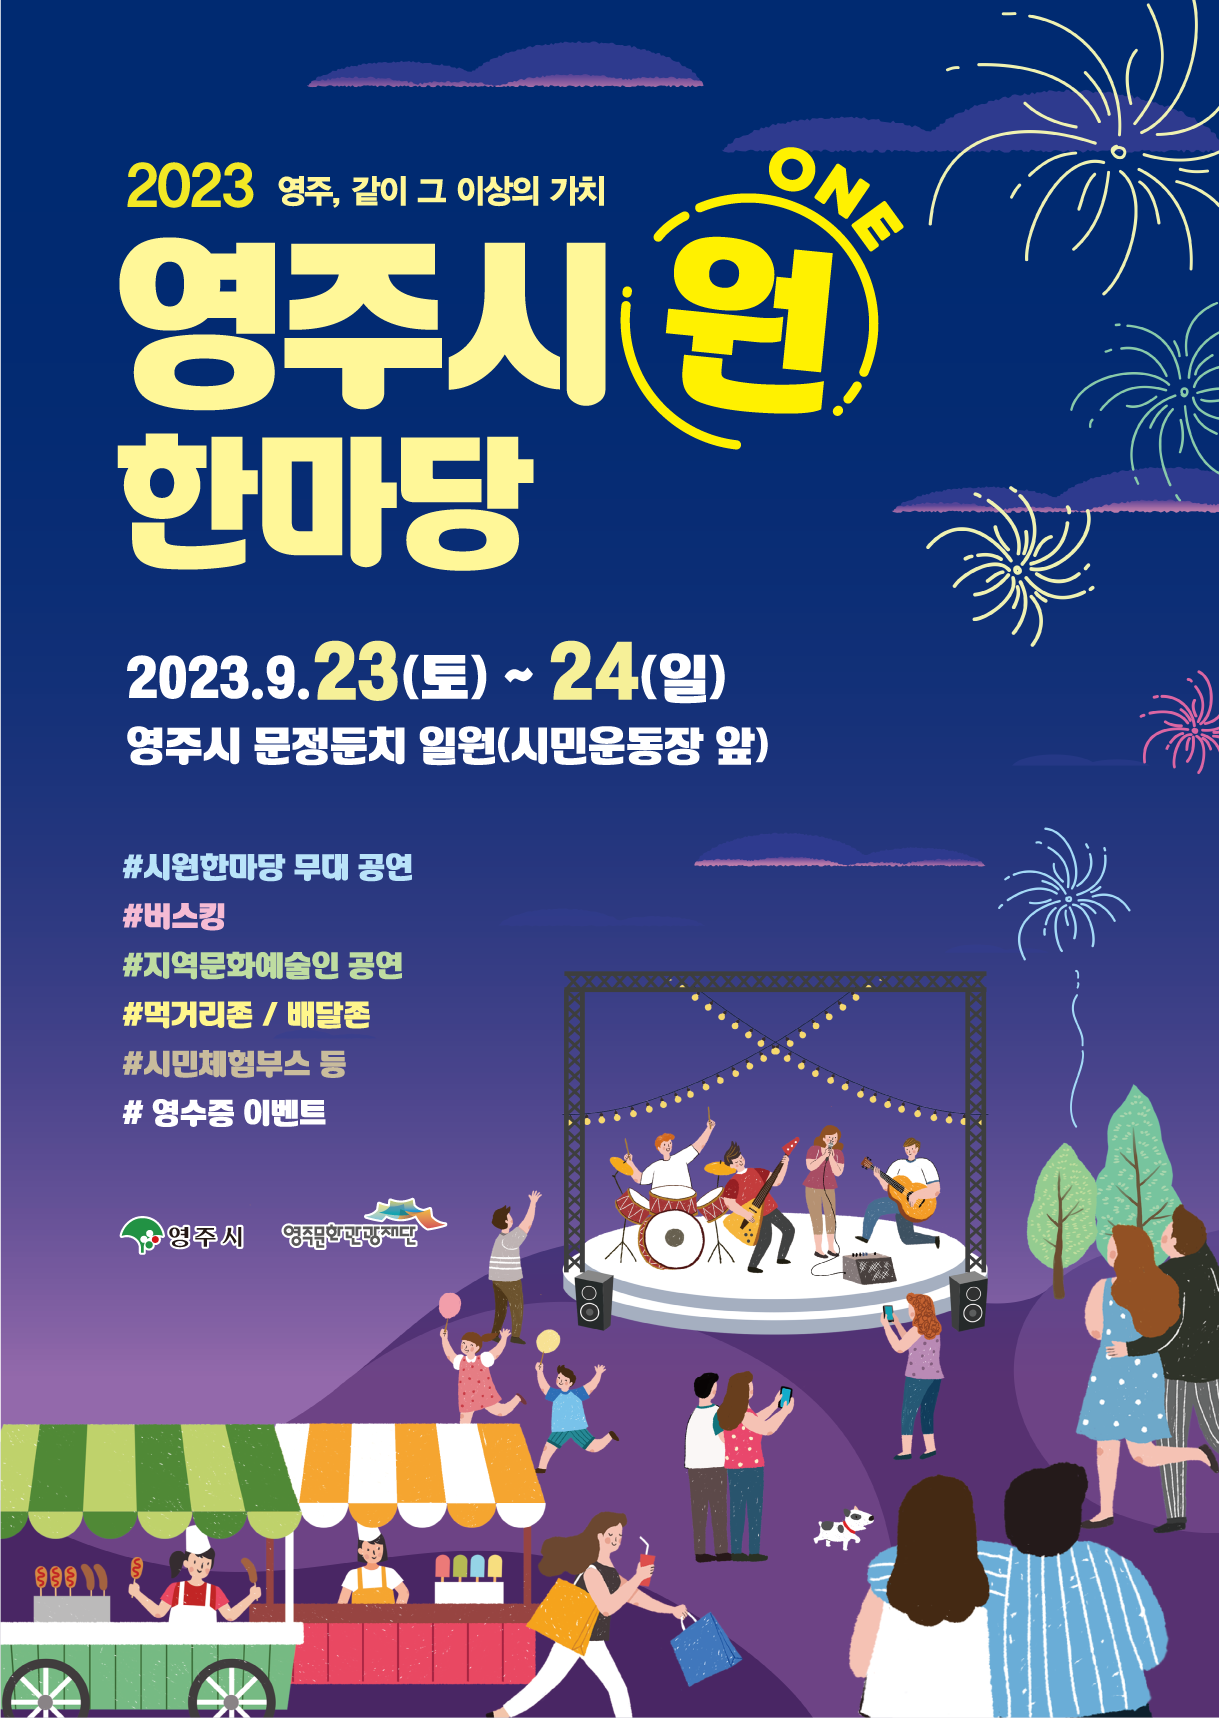 2023 영주, 같이 그 이상의 가치
ONE
영주시 원
한마당
2023.9.23(토) ~ 24(일)
영주시 문정둔치 일원(시민운동장 앞)
#시원한마당 무대 공연
#버스킹
#지역문화예술인 공연
#먹거리존 / 배달존
#시민체험부스 등
# 영수증 이벤트
영주시 영주문화관광재단